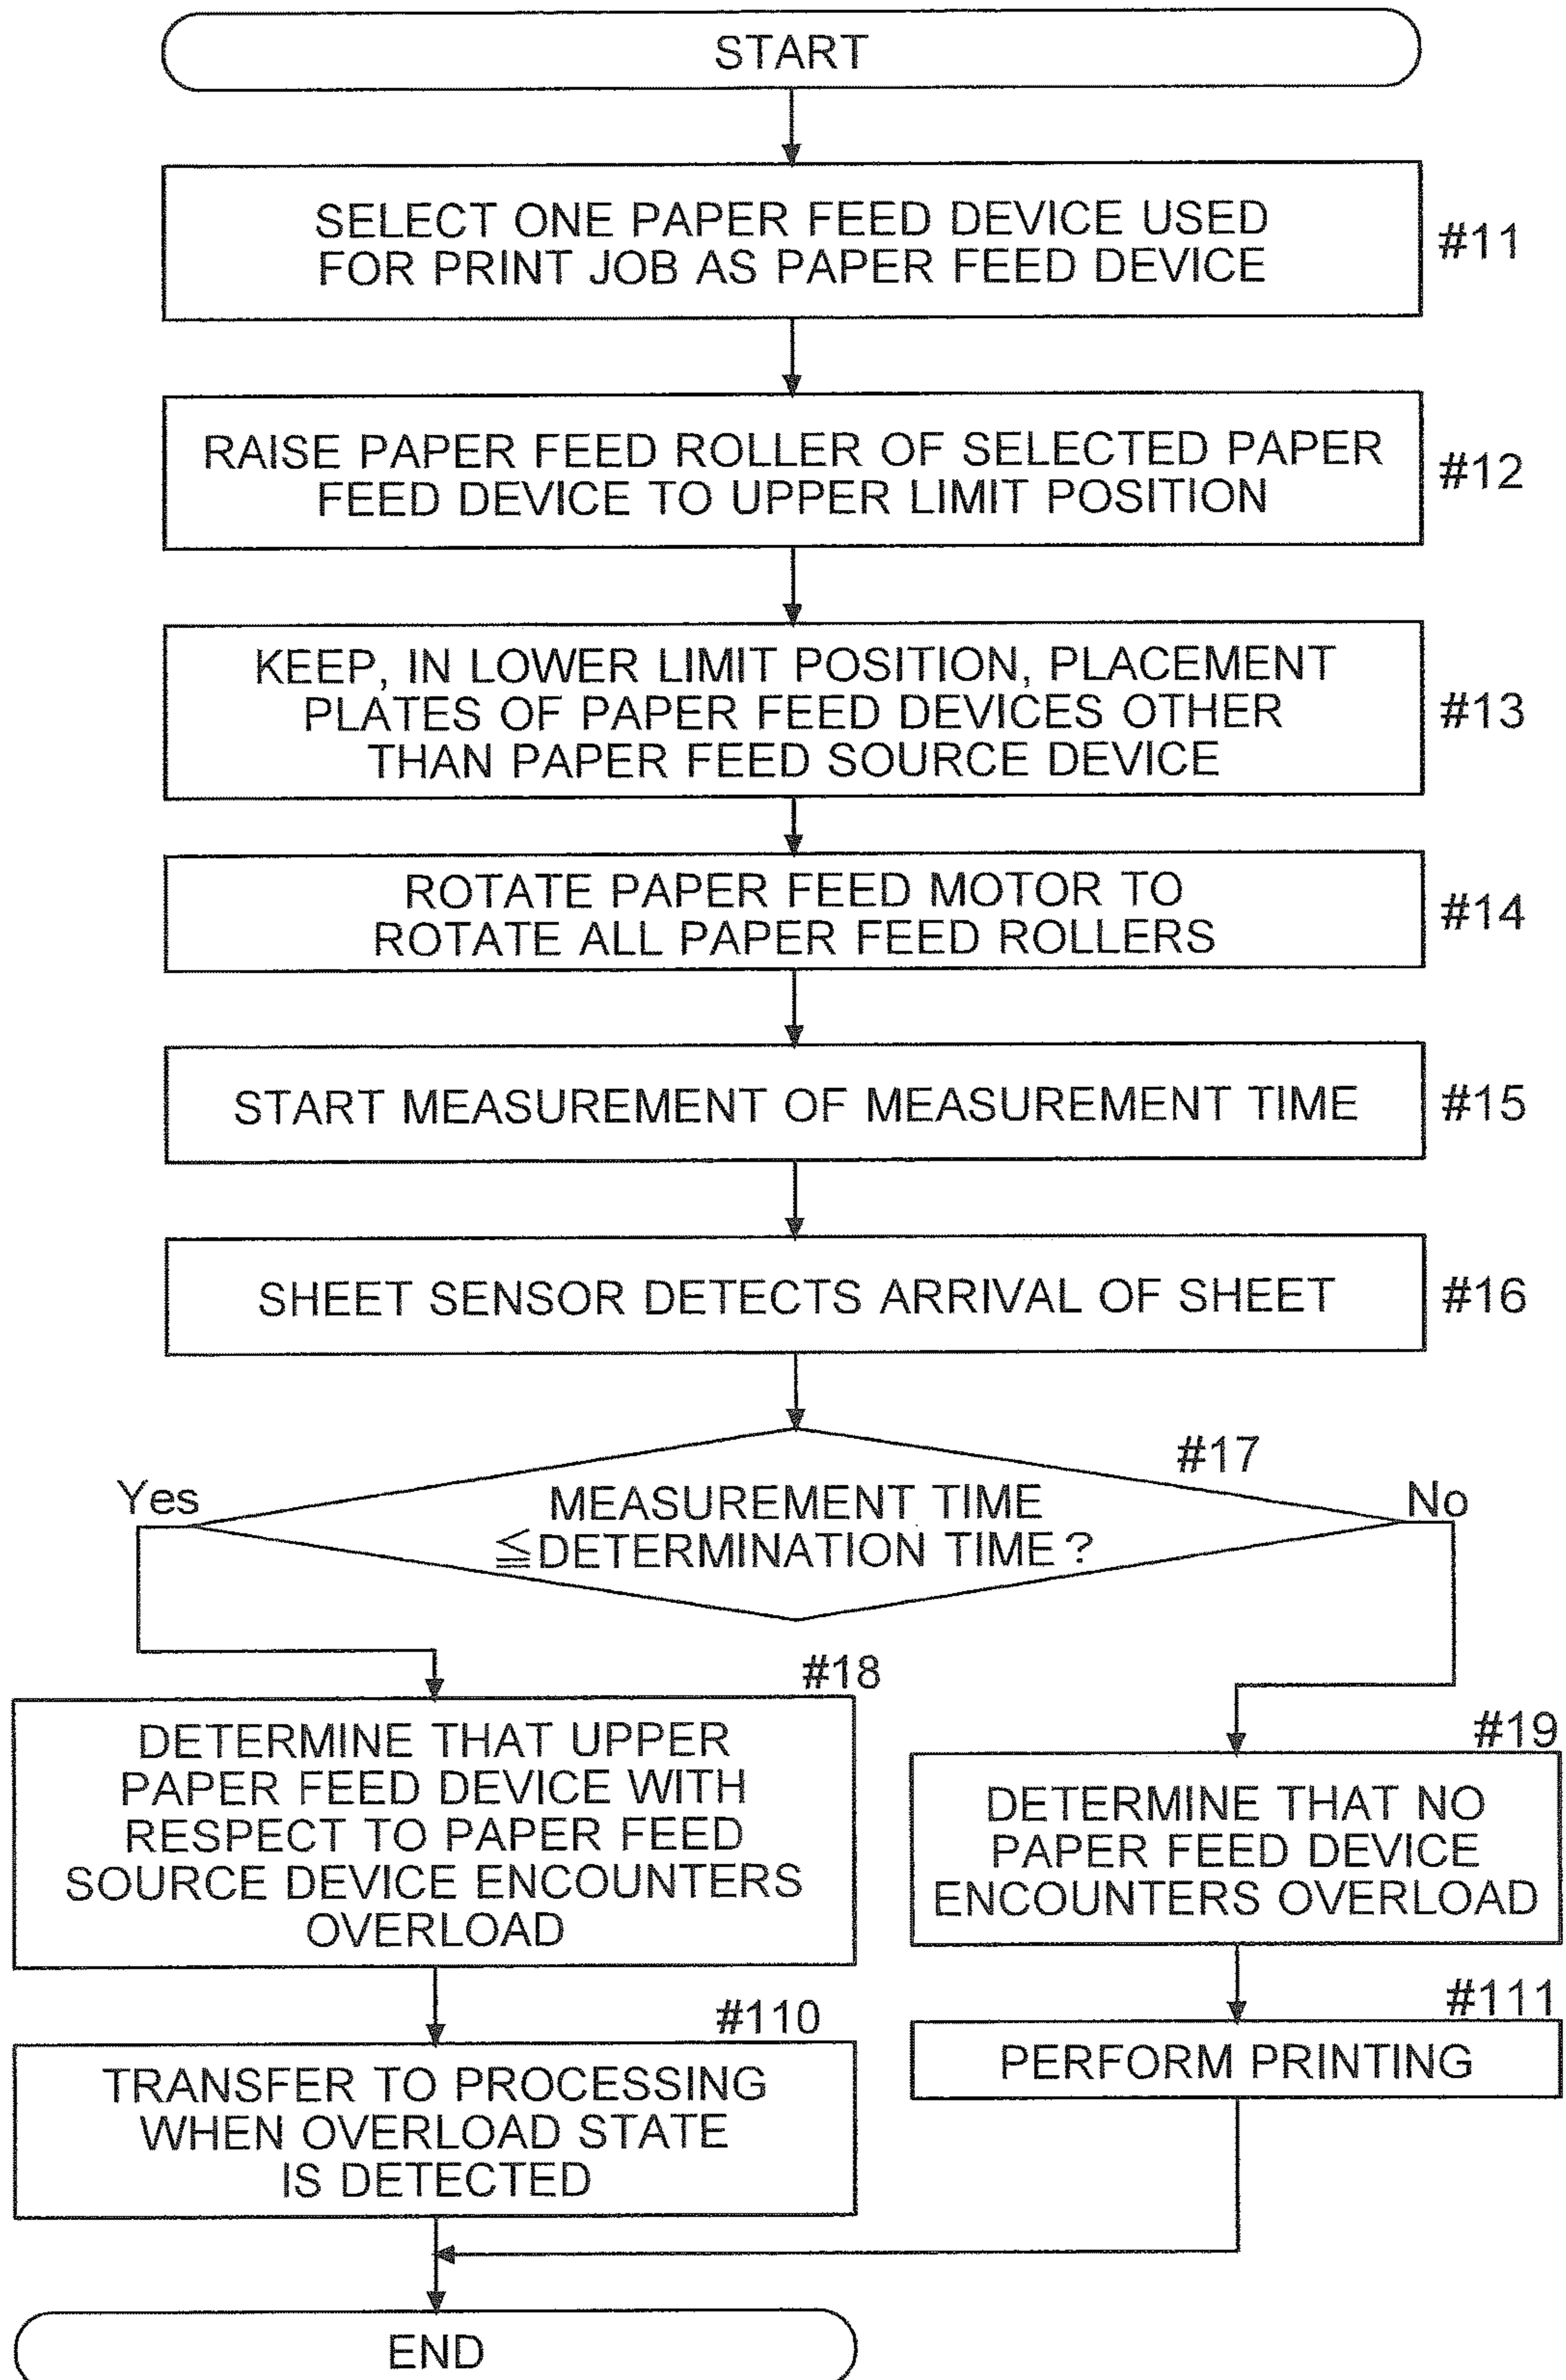 START
SELECT ONE PAPER FEED DEVICE USED
FOR PRINT JOB AS PAPER FEED DEVICE
#11
RAISE PAPER FEED ROLLER OF SELECTED PAPER
FEED DEVICE TO UPPER LIMIT POSITION
#12
KEEP, IN LOWER LIMIT POSITION, PLACEMENT
PLATES OF PAPER FEED DEVICES OTHER
THAN PAPER FEED SOURCE DEVICE
#13
ROTATE PAPER FEED MOTOR TO
ROTATE ALL PAPER FEED ROLLERS
#14
START MEASUREMENT OF MEASUREMENT TIME
#15
SHEET SENSOR DETECTS ARRIVAL OF SHEET
#16
#17
Yes
No
MEASUREMENT TIME
≦DETERMINATION TIME?
#18
DETERMINE THAT UPPER
PAPER FEED DEVICE WITH
RESPECT TO PAPER FEED
SOURCE DEVICE ENCOUNTERS
OVERLOAD
#19
DETERMINE THAT NO
PAPER FEED DEVICE
ENCOUNTERS OVERLOAD
#110
TRANSFER TO PROCESSING
WHEN OVERLOAD STATE
IS DETECTED
#111
PERFORM PRINTING
END